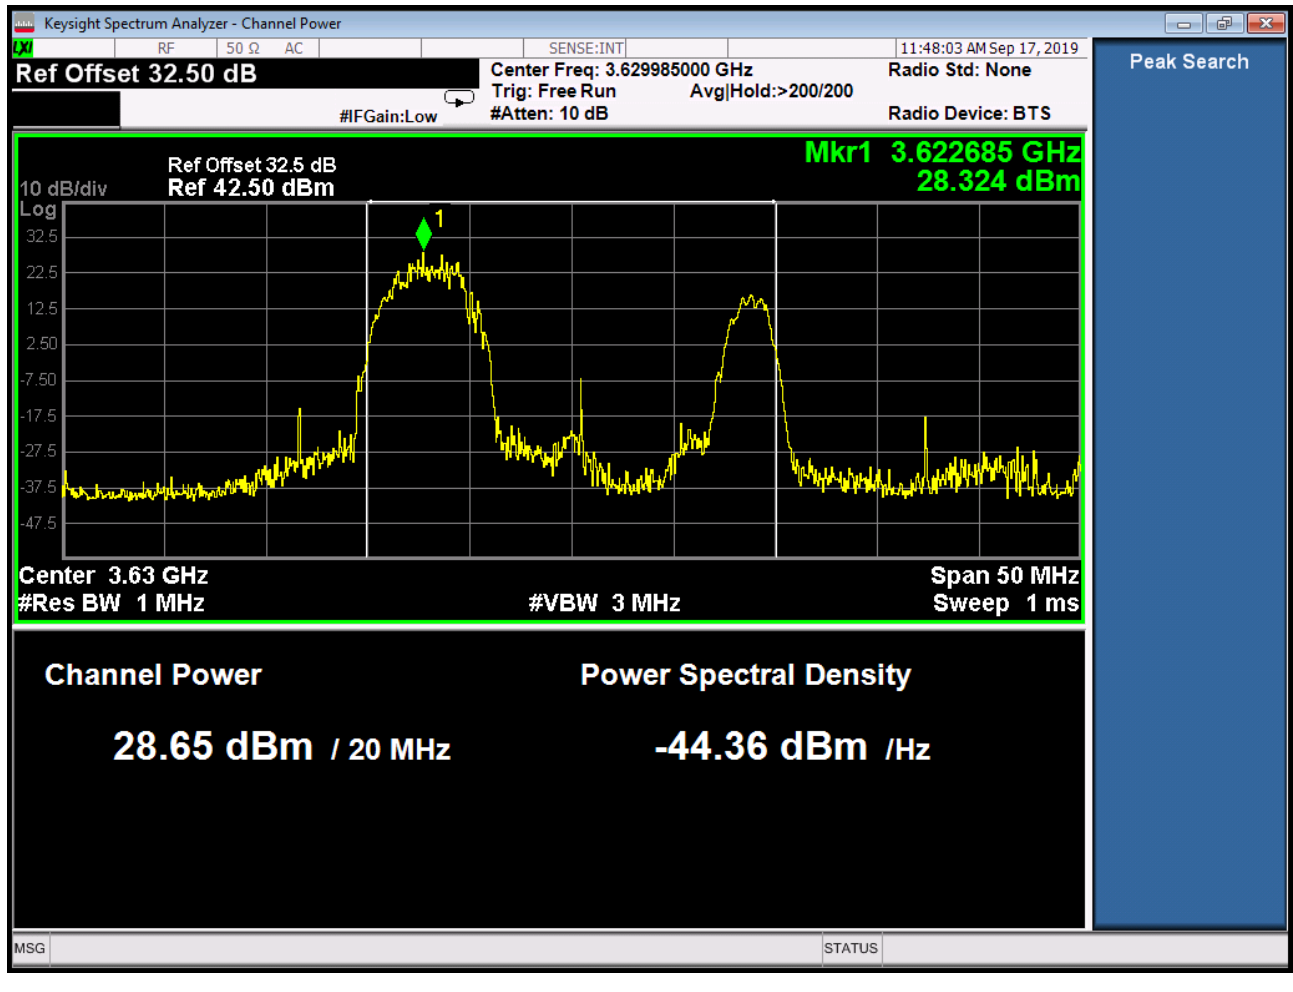 Keysight Spectrum Analyzer - Channel Power
LXI RF 50 Ω AC SENSE:INT 11:48:03 AM Sep 17, 2019
Ref Offset 32.50 dB
Center Freq: 3.629985000 GHz Radio Std: None
Trig: Free Run Avg|Hold:>200/200
#IFGain:Low #Atten: 10 dB Radio Device: BTS
Peak Search
Mkr1 3.622685 GHz
28.324 dBm
Ref Offset 32.5 dB
10 dB/div Ref 42.50 dBm
Log
1
32.5
22.5
12.5
2.50
-7.50
-17.5
-27.5
-37.5
-47.5
Center 3.63 GHz Span 50 MHz
#Res BW 1 MHz #VBW 3 MHz Sweep 1 ms
Channel Power Power Spectral Density
28.65 dBm / 20 MHz -44.36 dBm /Hz
MSG STATUS